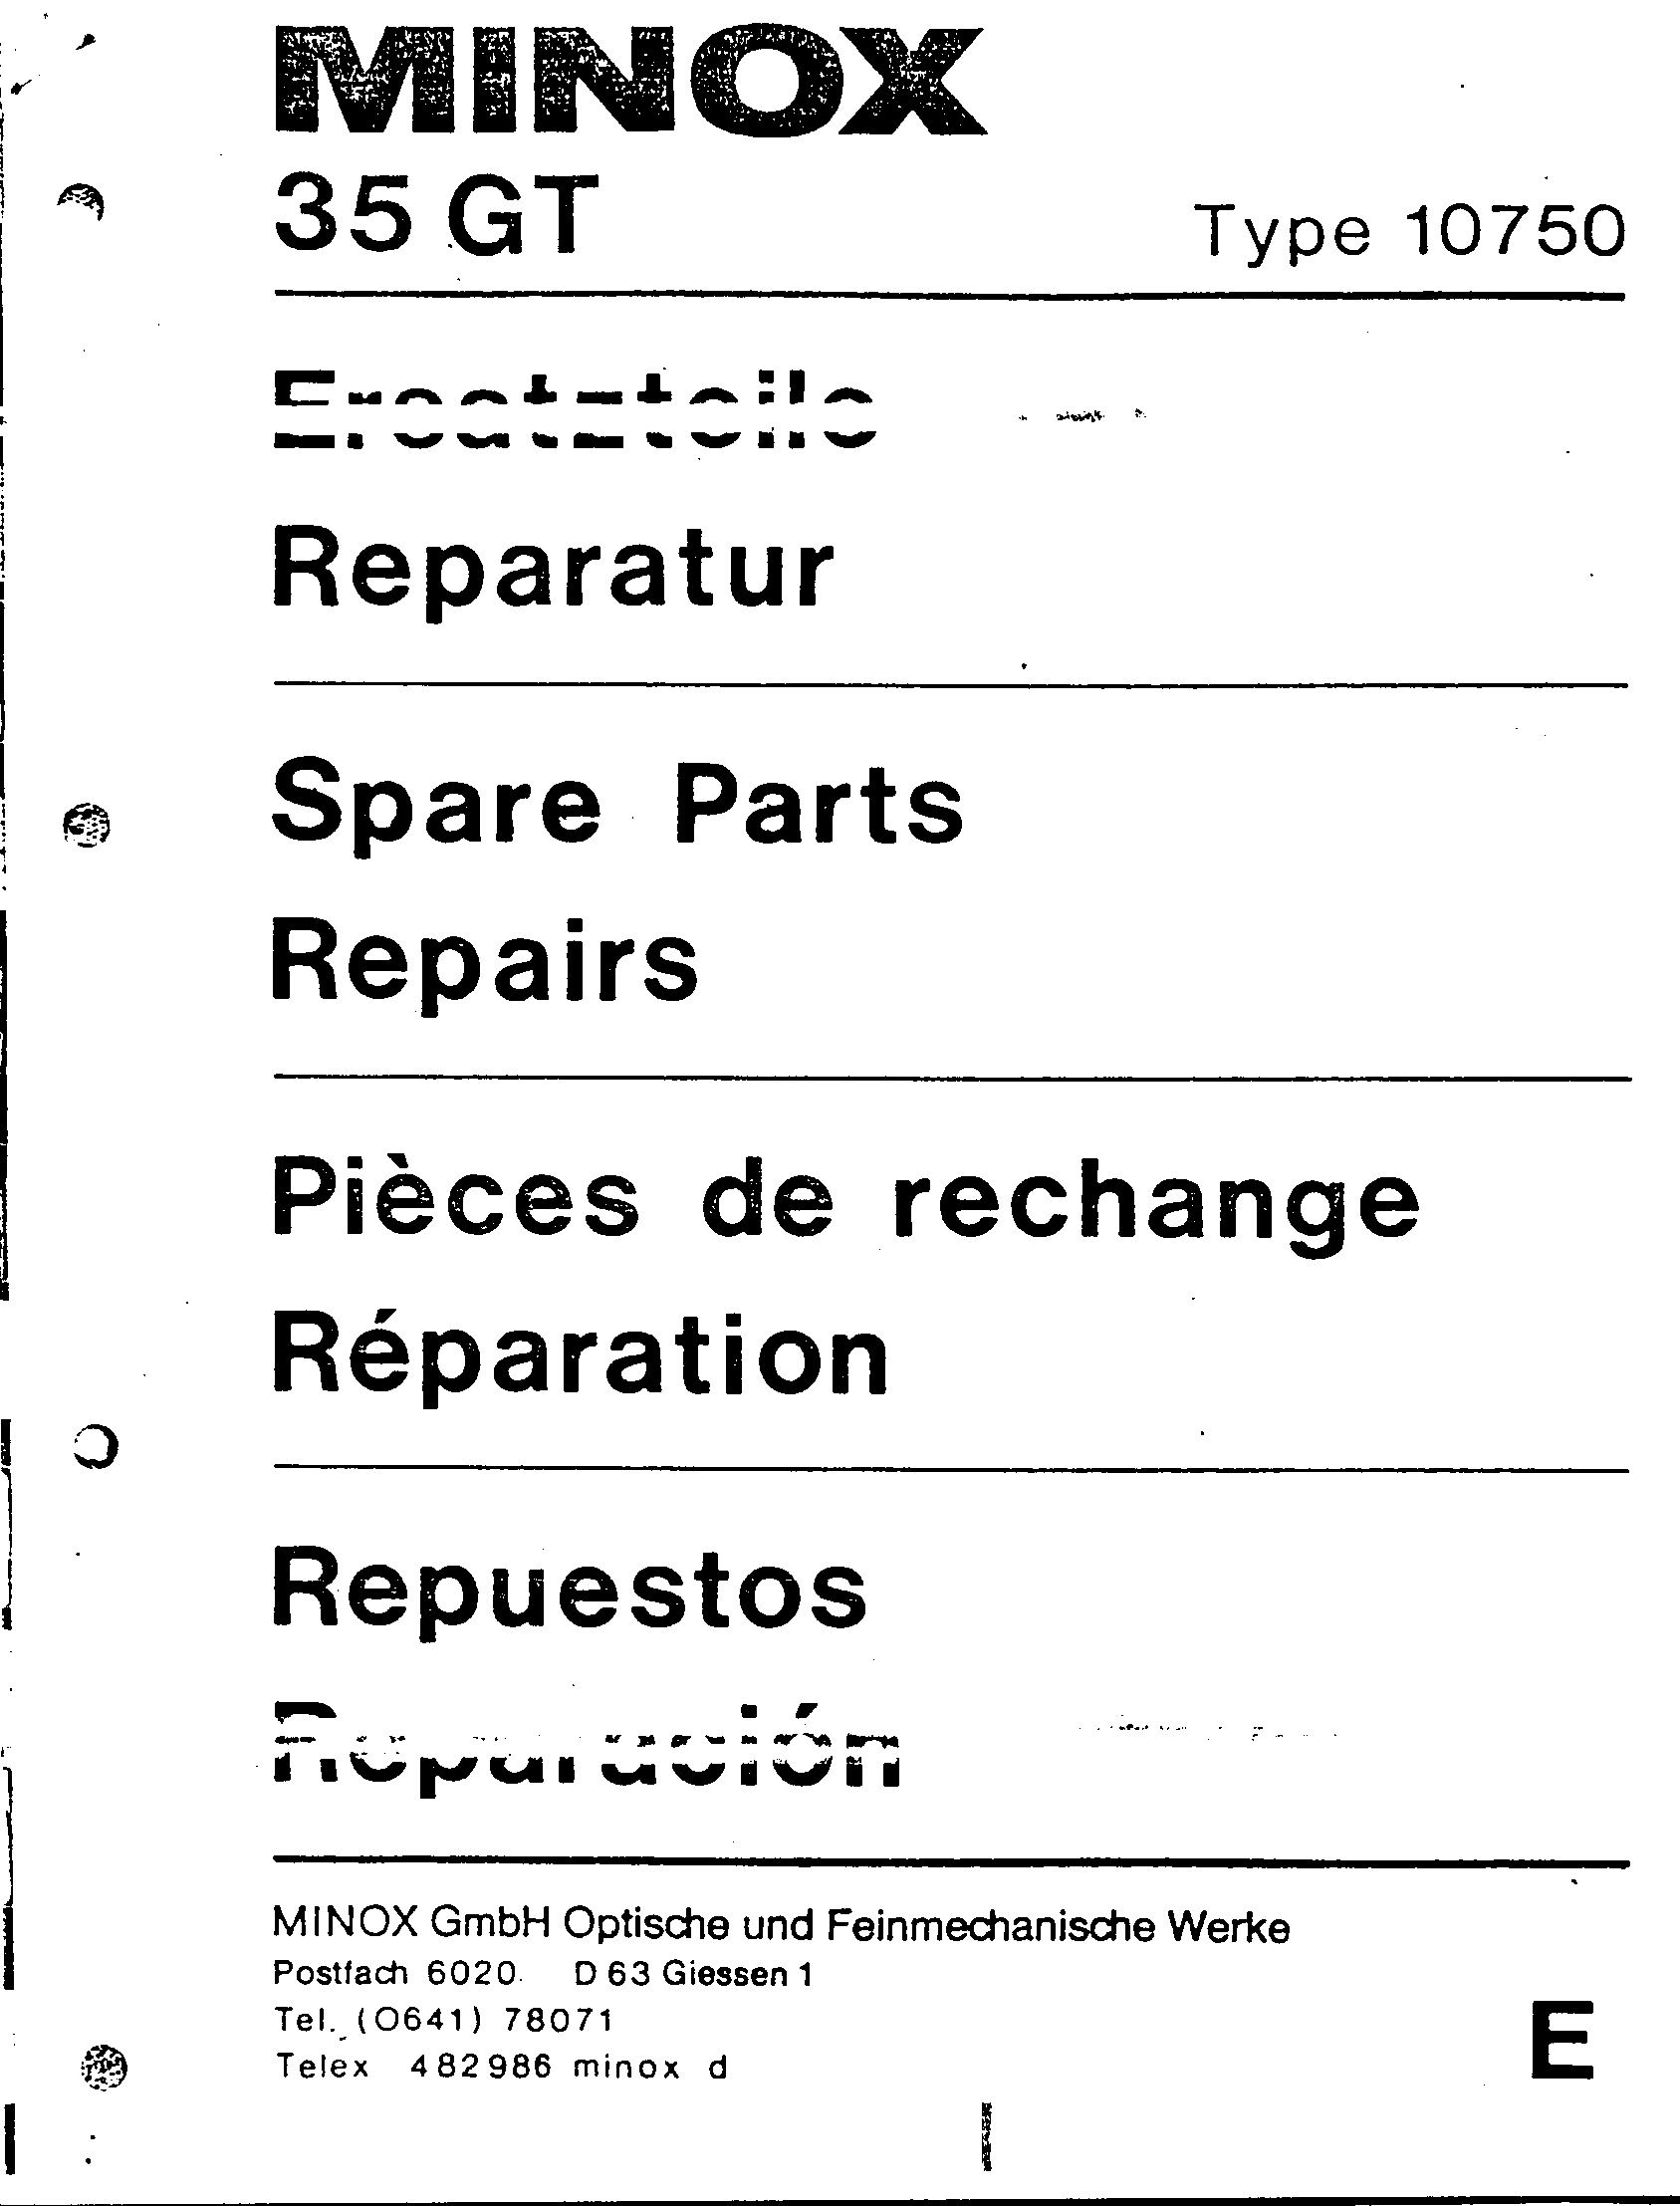 MINOX
35 GT
Type 10750
Ersatzteile
Reparatur
Spare Parts
Repairs
Pièces de rechange
Réparation
Repuestos
Reparación
MINOX GmbH Optische und Feinmechanische Werke
Postfach 6020 D 63 Giessen 1
Tel. (0641) 78071
Telex 482986 minox d
E